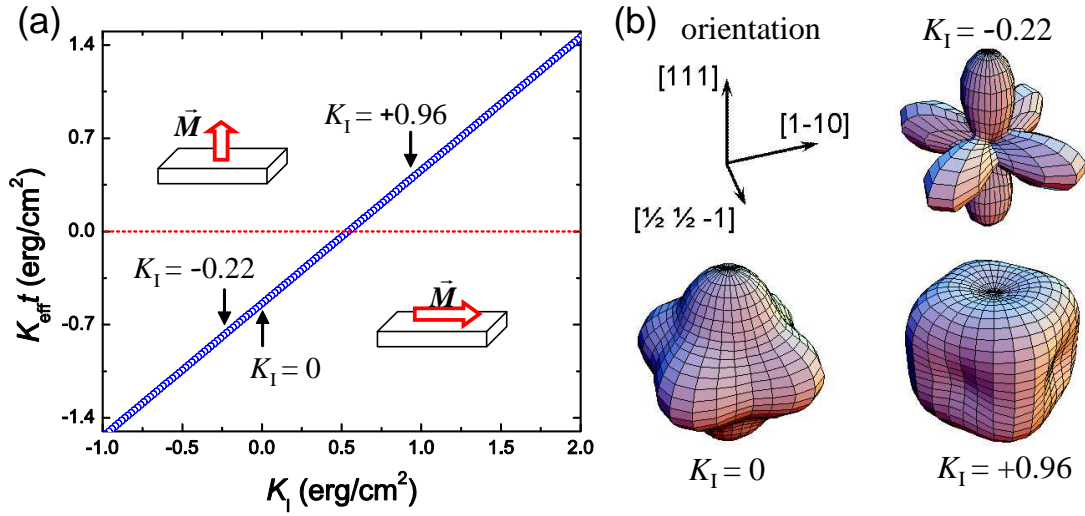 (a)
K_eff t (erg/cm²)
1.4
0.7
0.0
-0.7
-1.4
M⃗
K_I = +0.96
K_I = -0.22
M⃗
K_I = 0
-1.0 -0.5 0.0 0.5 1.0 1.5 2.0
K_I (erg/cm²)
(b) orientation
[111]
[1-10]
[½ ½ -1]
K_I = -0.22
K_I = 0
K_I = +0.96